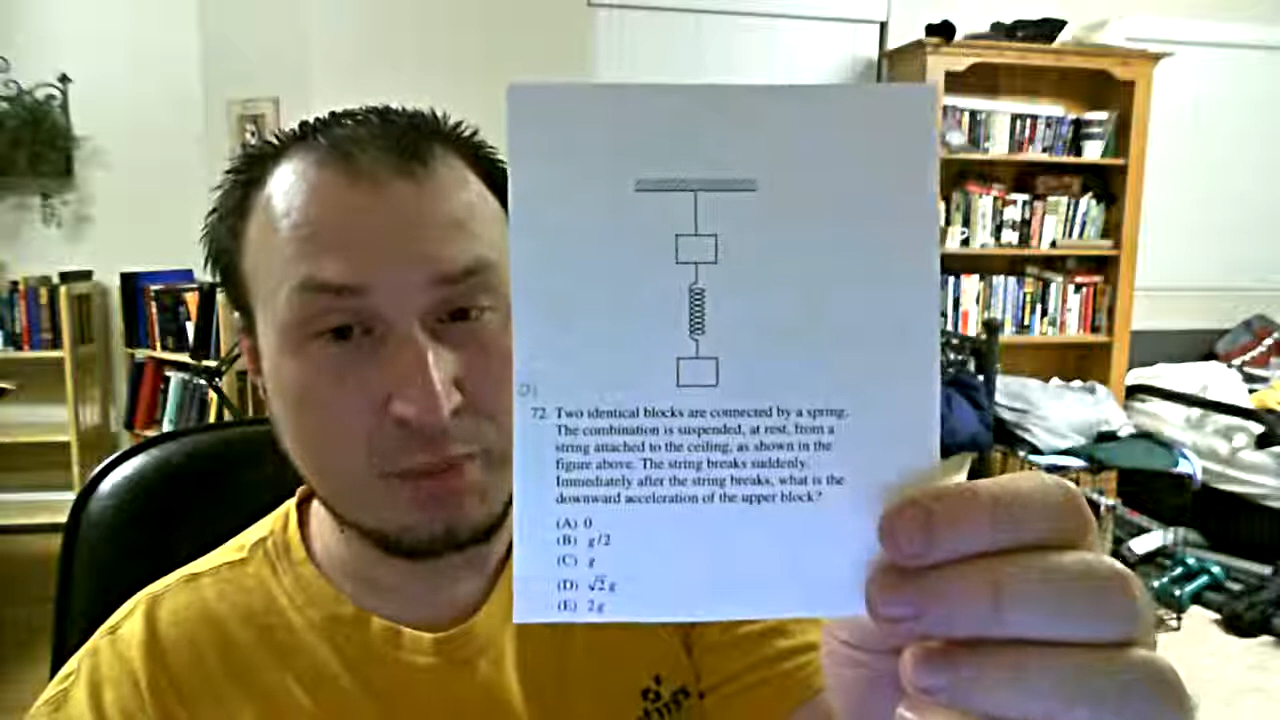 72. Two identical blocks are connected by a spring.
The combination is suspended, at rest, from a
string attached to the ceiling, as shown in the
figure above. The string breaks suddenly.
Immediately after the string breaks, what is the
downward acceleration of the upper block?
(A) 0
(B) g/2
(C) g
(D) √2 g
(E) 2g